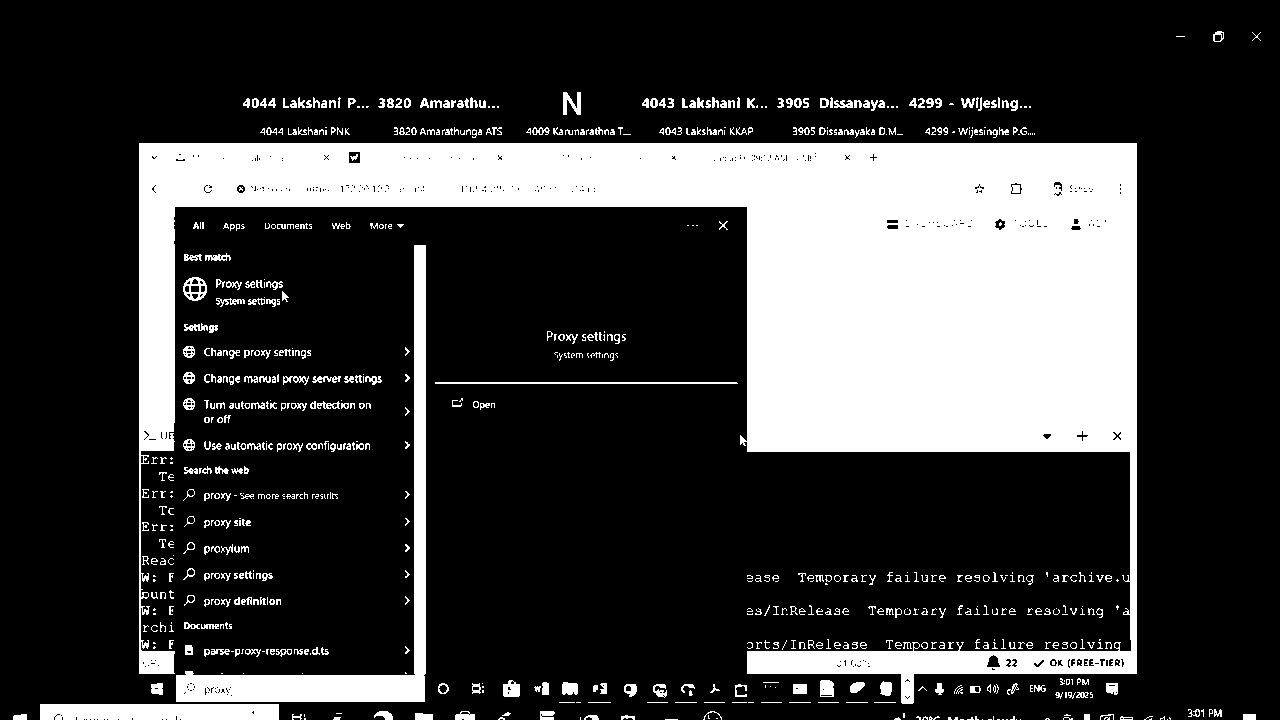 4044 Lakshani P... 3820 Amarathu... N 4043 Lakshani K... 3905 Dissanaya... 4299 - Wijesing...
4044 Lakshani PNK 3820 Amarathunga ATS 4009 Karunarathna T... 4043 Lakshani KKAP 3905 Dissanayaka D.M... 4299 - Wijesinghe P.G....
All Apps Documents Web More
Best match
Proxy settings
System settings
Settings
Change proxy settings
Change manual proxy server settings
Turn automatic proxy detection on
or off
Use automatic proxy configuration
Search the web
proxy - See more search results
proxy site
proxylum
proxy settings
proxy definition
Documents
parse-proxy-response.d.ts
proxy
Proxy settings
System settings
Open
Err:
Te
Err:
Err:
Te
Read
W: F
ease Temporary failure resolving 'archive.u
bunt
W: F
es/InRelease Temporary failure resolving 'a
rchi
W: F
orts/InRelease Temporary failure resolving
22 OK (FREE-TIER)
ENG 3:01 PM
9/19/2025
3:01 PM